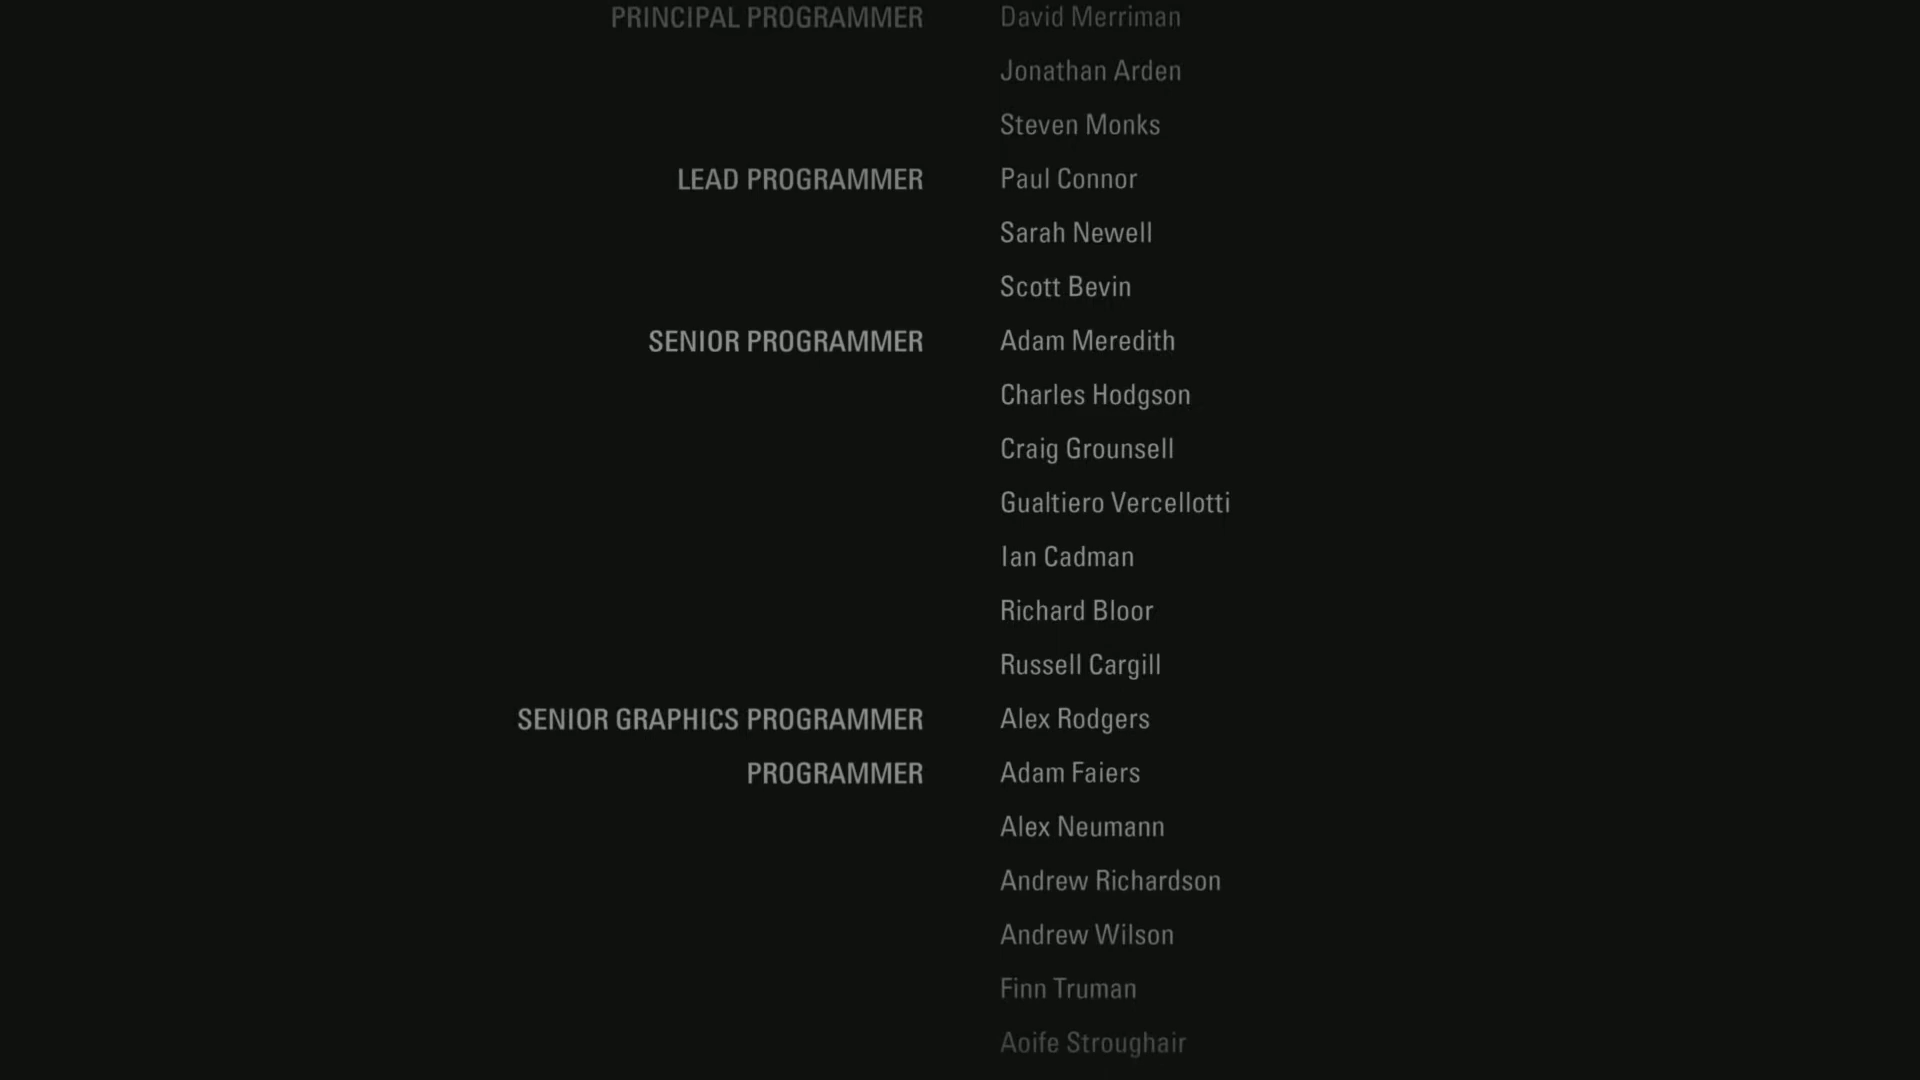 PRINCIPAL PROGRAMMER David Merriman
Jonathan Arden
Steven Monks
LEAD PROGRAMMER Paul Connor
Sarah Newell
Scott Bevin
SENIOR PROGRAMMER Adam Meredith
Charles Hodgson
Craig Grounsell
Gualtiero Vercellotti
Ian Cadman
Richard Bloor
Russell Cargill
SENIOR GRAPHICS PROGRAMMER Alex Rodgers
PROGRAMMER Adam Faiers
Alex Neumann
Andrew Richardson
Andrew Wilson
Finn Truman
Aoife Stroughair